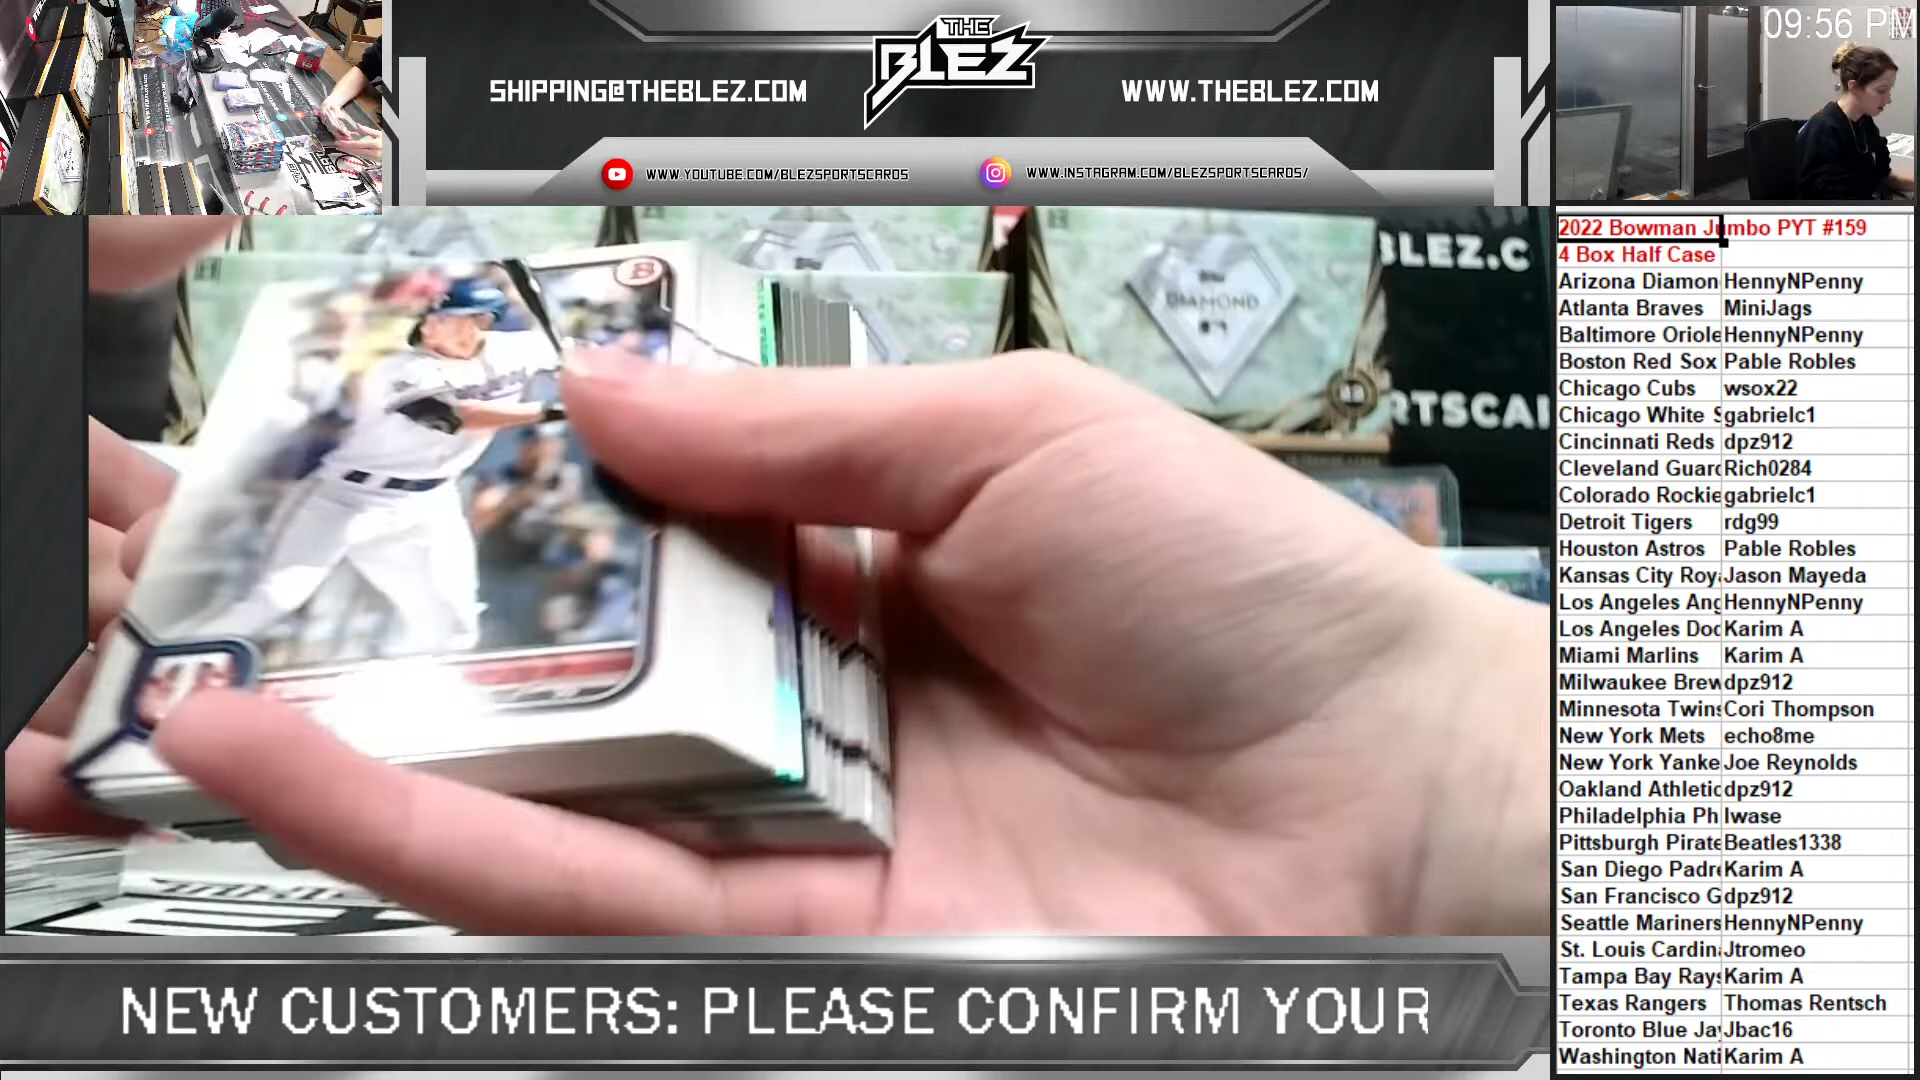 THE
BLEZ
SHIPPING@THEBLEZ.COM
WWW.THEBLEZ.COM
WWW.YOUTUBE.COM/BLEZSPORTSCARDS
WWW.INSTAGRAM.COM/BLEZSPORTSCARDS/
09:56 PM
BLEZ.C
RTSCAI
DIAMOND
B
2022 Bowman Jumbo PYT #159
4 Box Half Case
Arizona Diamon HennyNPenny
Atlanta Braves MiniJags
Baltimore Oriole HennyNPenny
Boston Red Sox Pable Robles
Chicago Cubs wsox22
Chicago White S gabrielc1
Cincinnati Reds dpz912
Cleveland Guard Rich0284
Colorado Rockie gabrielc1
Detroit Tigers rdg99
Houston Astros Pable Robles
Kansas City Roya Jason Mayeda
Los Angeles Ang HennyNPenny
Los Angeles Dod Karim A
Miami Marlins Karim A
Milwaukee Brew dpz912
Minnesota Twins Cori Thompson
New York Mets echo8me
New York Yanke Joe Reynolds
Oakland Athletic dpz912
Philadelphia Ph Iwase
Pittsburgh Pirate Beatles1338
San Diego Padre Karim A
San Francisco G dpz912
Seattle Mariners HennyNPenny
St. Louis Cardina Jtromeo
Tampa Bay Rays Karim A
Texas Rangers Thomas Rentsch
Toronto Blue Jay Jbac16
Washington Nati Karim A
NEW CUSTOMERS: PLEASE CONFIRM YOUR